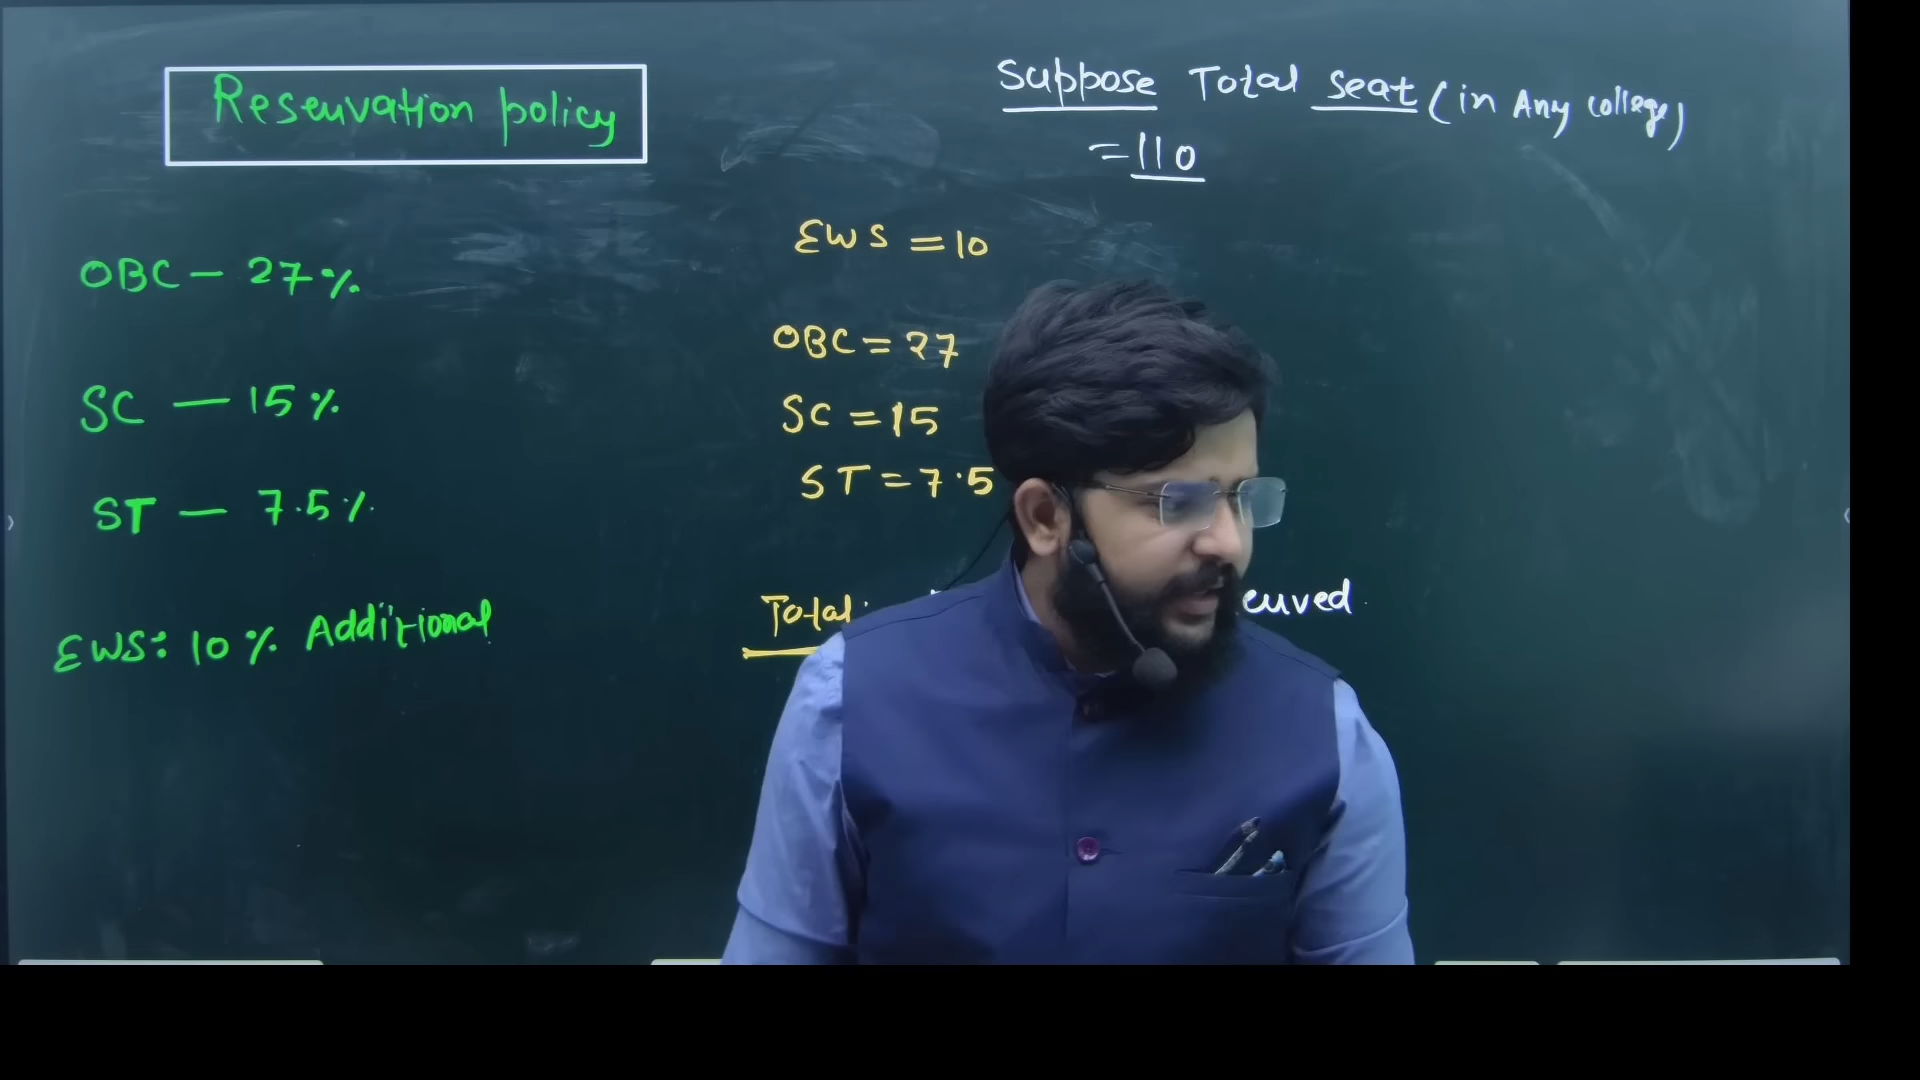 Reservation policy
OBC - 27%
SC - 15%
ST - 7.5%
EWS: 10% Additional
Suppose Total seat (in Any college)
= 110
EWS = 10
OBC = 27
SC = 15
ST = 7.5
Total